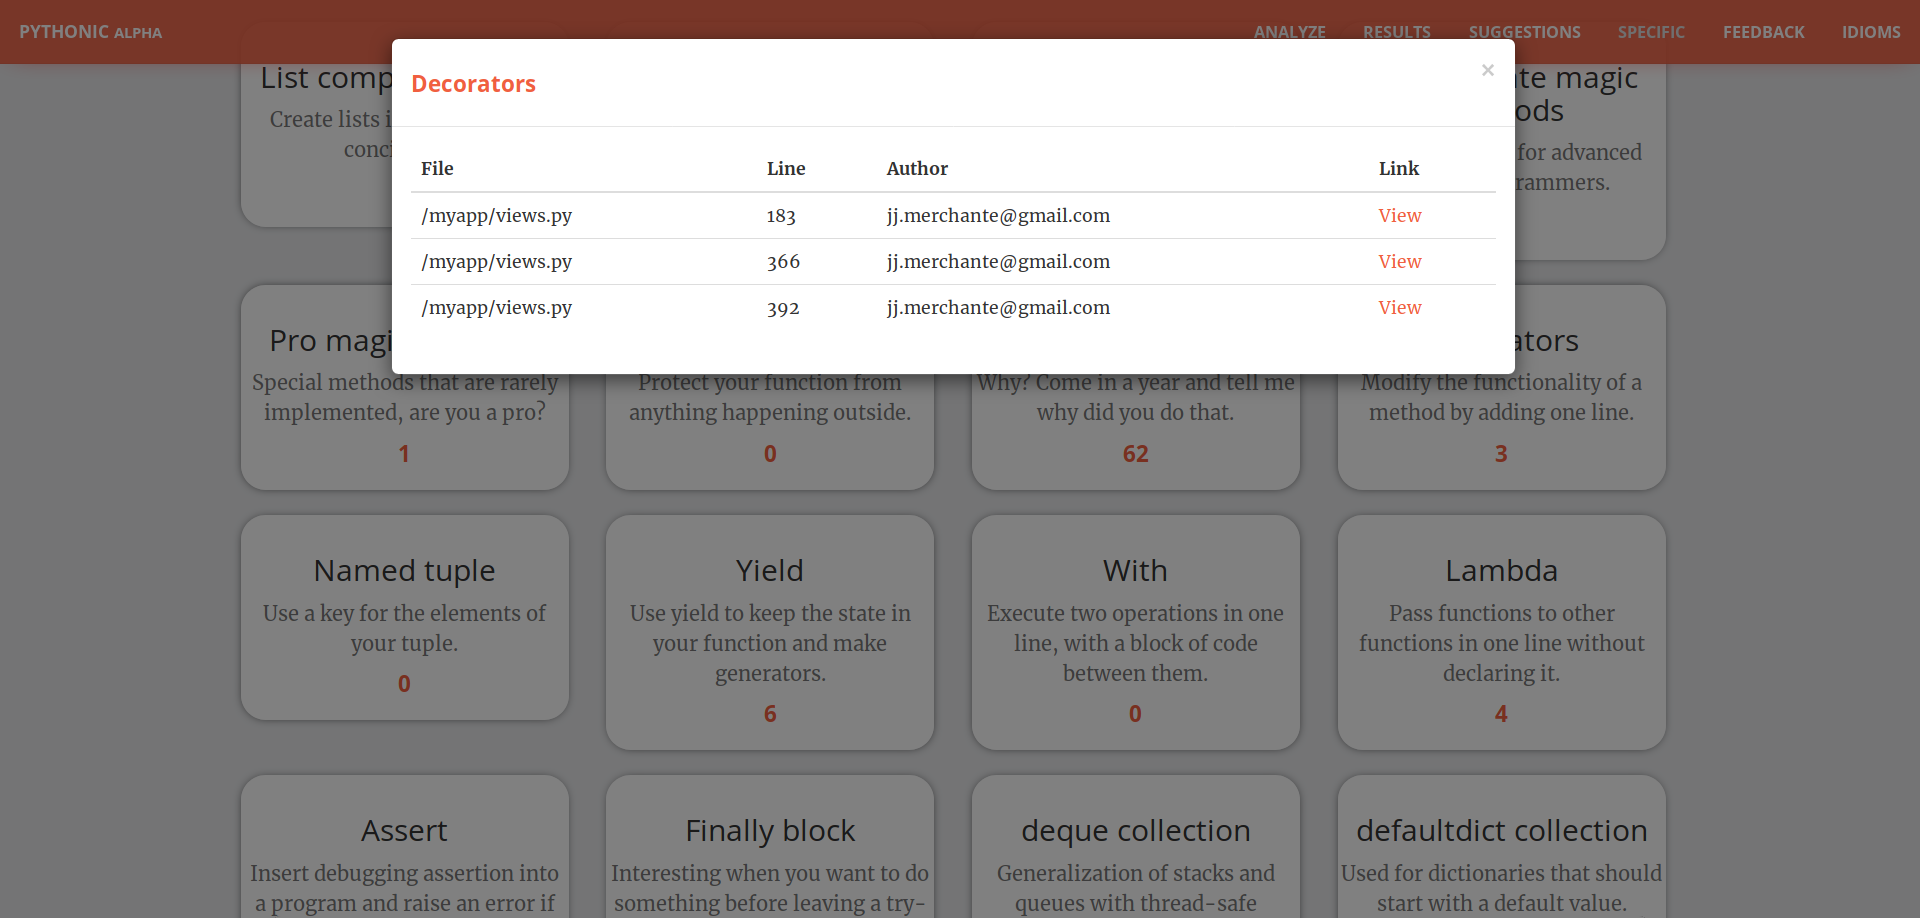 PYTHONIC ALPHA
ANALYZE RESULTS SUGGESTIONS SPECIFIC FEEDBACK IDIOMS
Decorators
×
File Line Author Link
/myapp/views.py 183 jj.merchante@gmail.com View
/myapp/views.py 366 jj.merchante@gmail.com View
/myapp/views.py 392 jj.merchante@gmail.com View
List
Create lists
magic
for advanced
Pro
Special methods that are rarely
implemented, are you a pro?
1
Protect your function from
anything happening outside.
0
Why? Come in a year and tell me
why did you do that.
62
Modify the functionality of a
method by adding one line.
3
Named tuple
Use a key for the elements of
your tuple.
0
Yield
Use yield to keep the state in
your function and make
generators.
6
With
Execute two operations in one
line, with a block of code
between them.
0
Lambda
Pass functions to other
functions in one line without
declaring it.
4
Assert
Insert debugging assertion into
a program and raise an error if
Finally block
Interesting when you want to do
something before leaving a try-
deque collection
Generalization of stacks and
queues with thread-safe
defaultdict collection
Used for dictionaries that should
start with a default value.